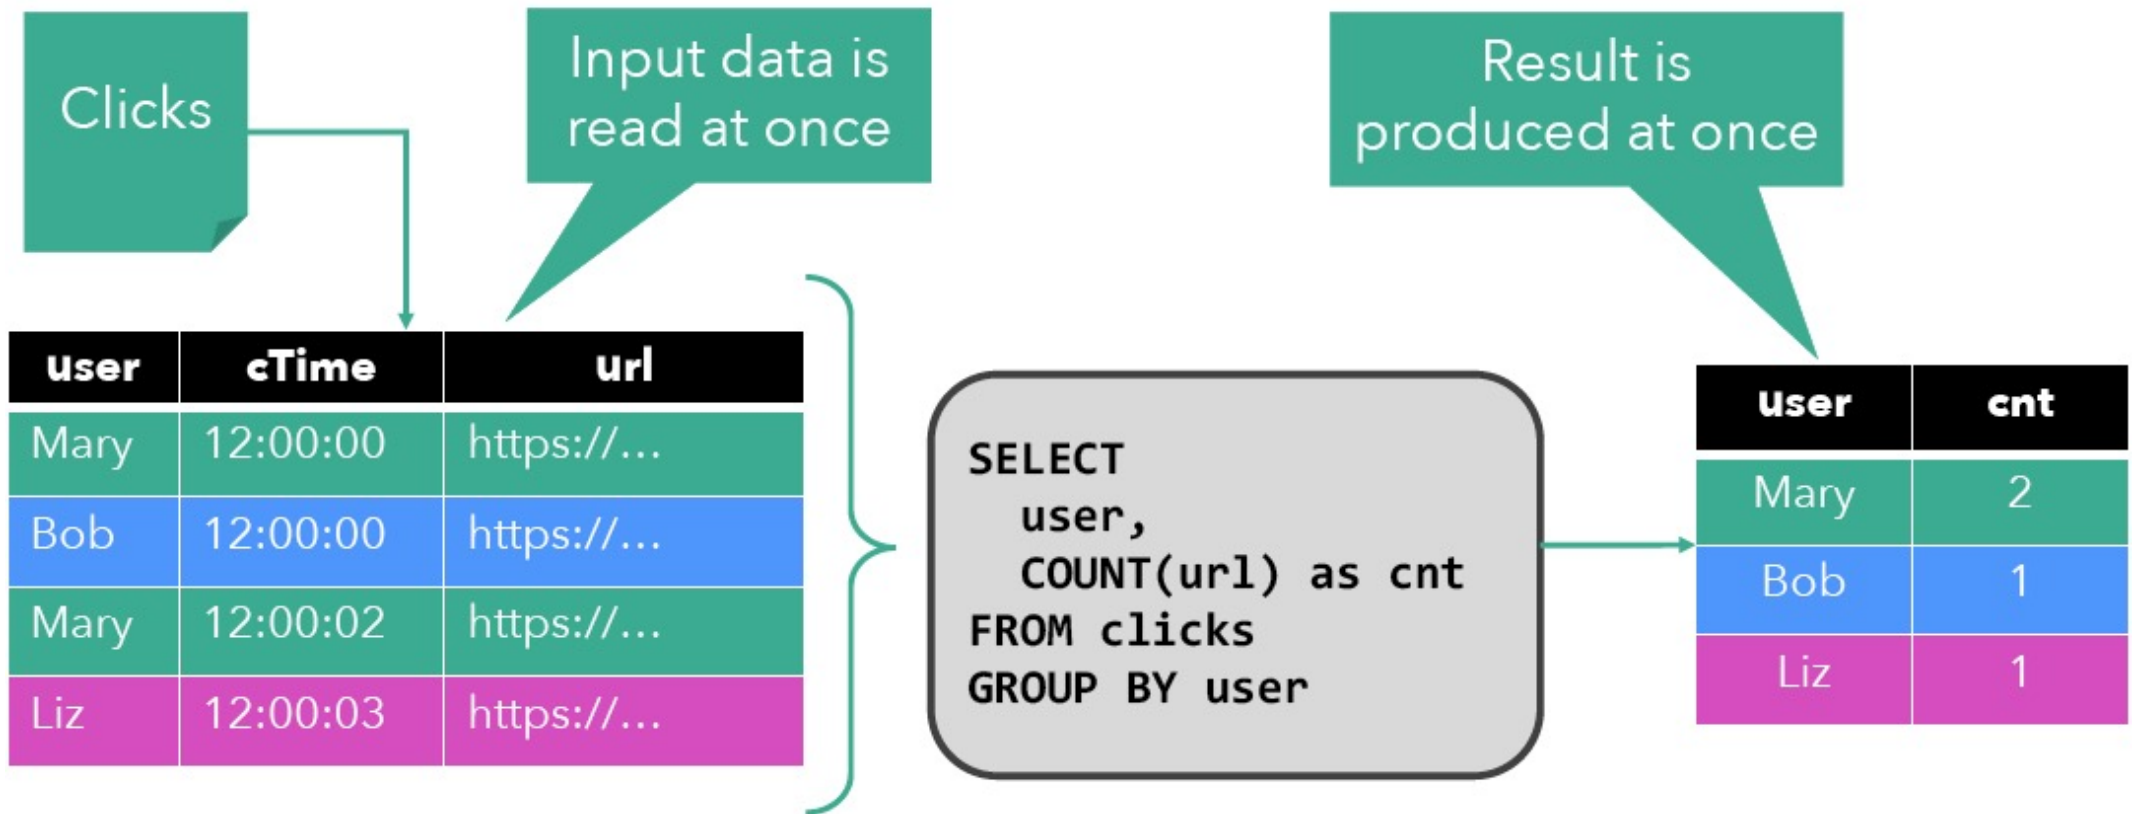 Clicks
Input data is
read at once
Result is
produced at once
user cTime url
Mary 12:00:00 https://...
Bob 12:00:00 https://...
Mary 12:00:02 https://...
Liz 12:00:03 https://...
SELECT
user,
COUNT(url) as cnt
FROM clicks
GROUP BY user
user cnt
Mary 2
Bob 1
Liz 1